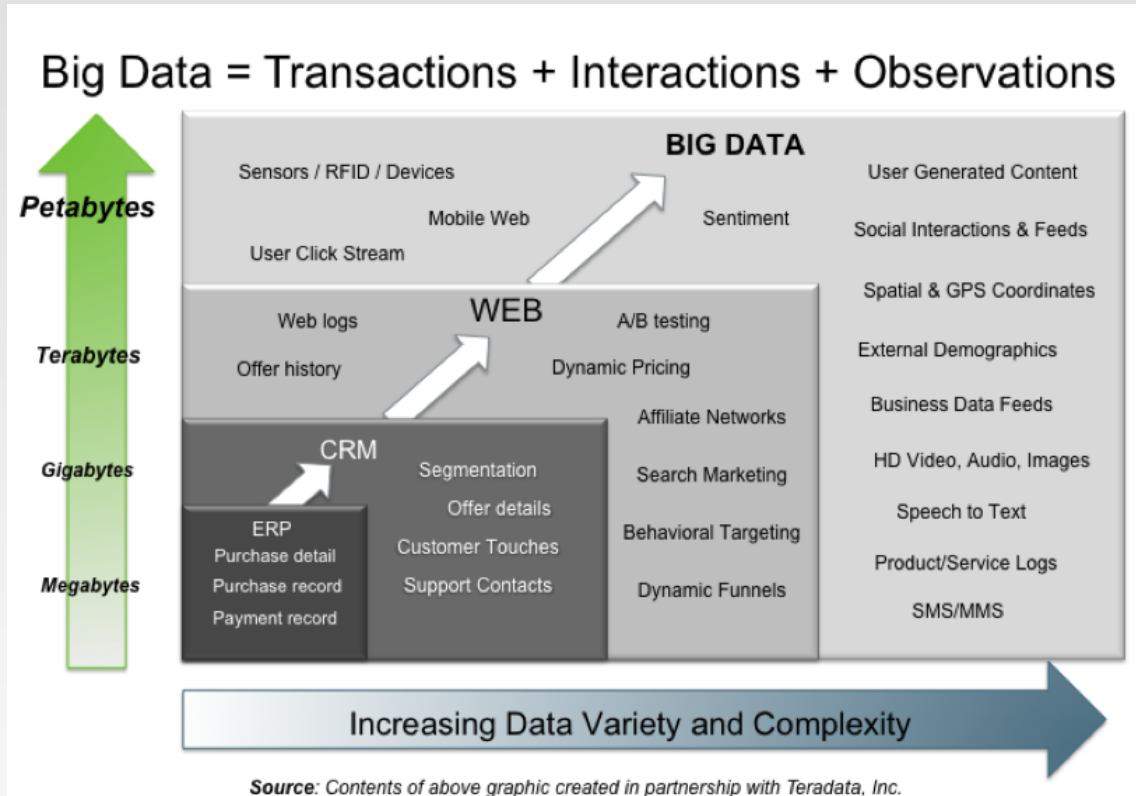 Big Data = Transactions + Interactions + Observations
BIG DATA
Sensors / RFID / Devices
User Generated Content
Petabytes
Mobile Web
Sentiment
Social Interactions & Feeds
User Click Stream
Spatial & GPS Coordinates
WEB
Web logs
A/B testing
Terabytes
External Demographics
Offer history
Dynamic Pricing
Business Data Feeds
Affiliate Networks
CRM
HD Video, Audio, Images
Gigabytes
Segmentation
Search Marketing
Offer details
Speech to Text
ERP
Behavioral Targeting
Purchase detail
Customer Touches
Product/Service Logs
Megabytes
Purchase record
Support Contacts
Dynamic Funnels
SMS/MMS
Payment record
Increasing Data Variety and Complexity
Source: Contents of above graphic created in partnership with Teradata, Inc.